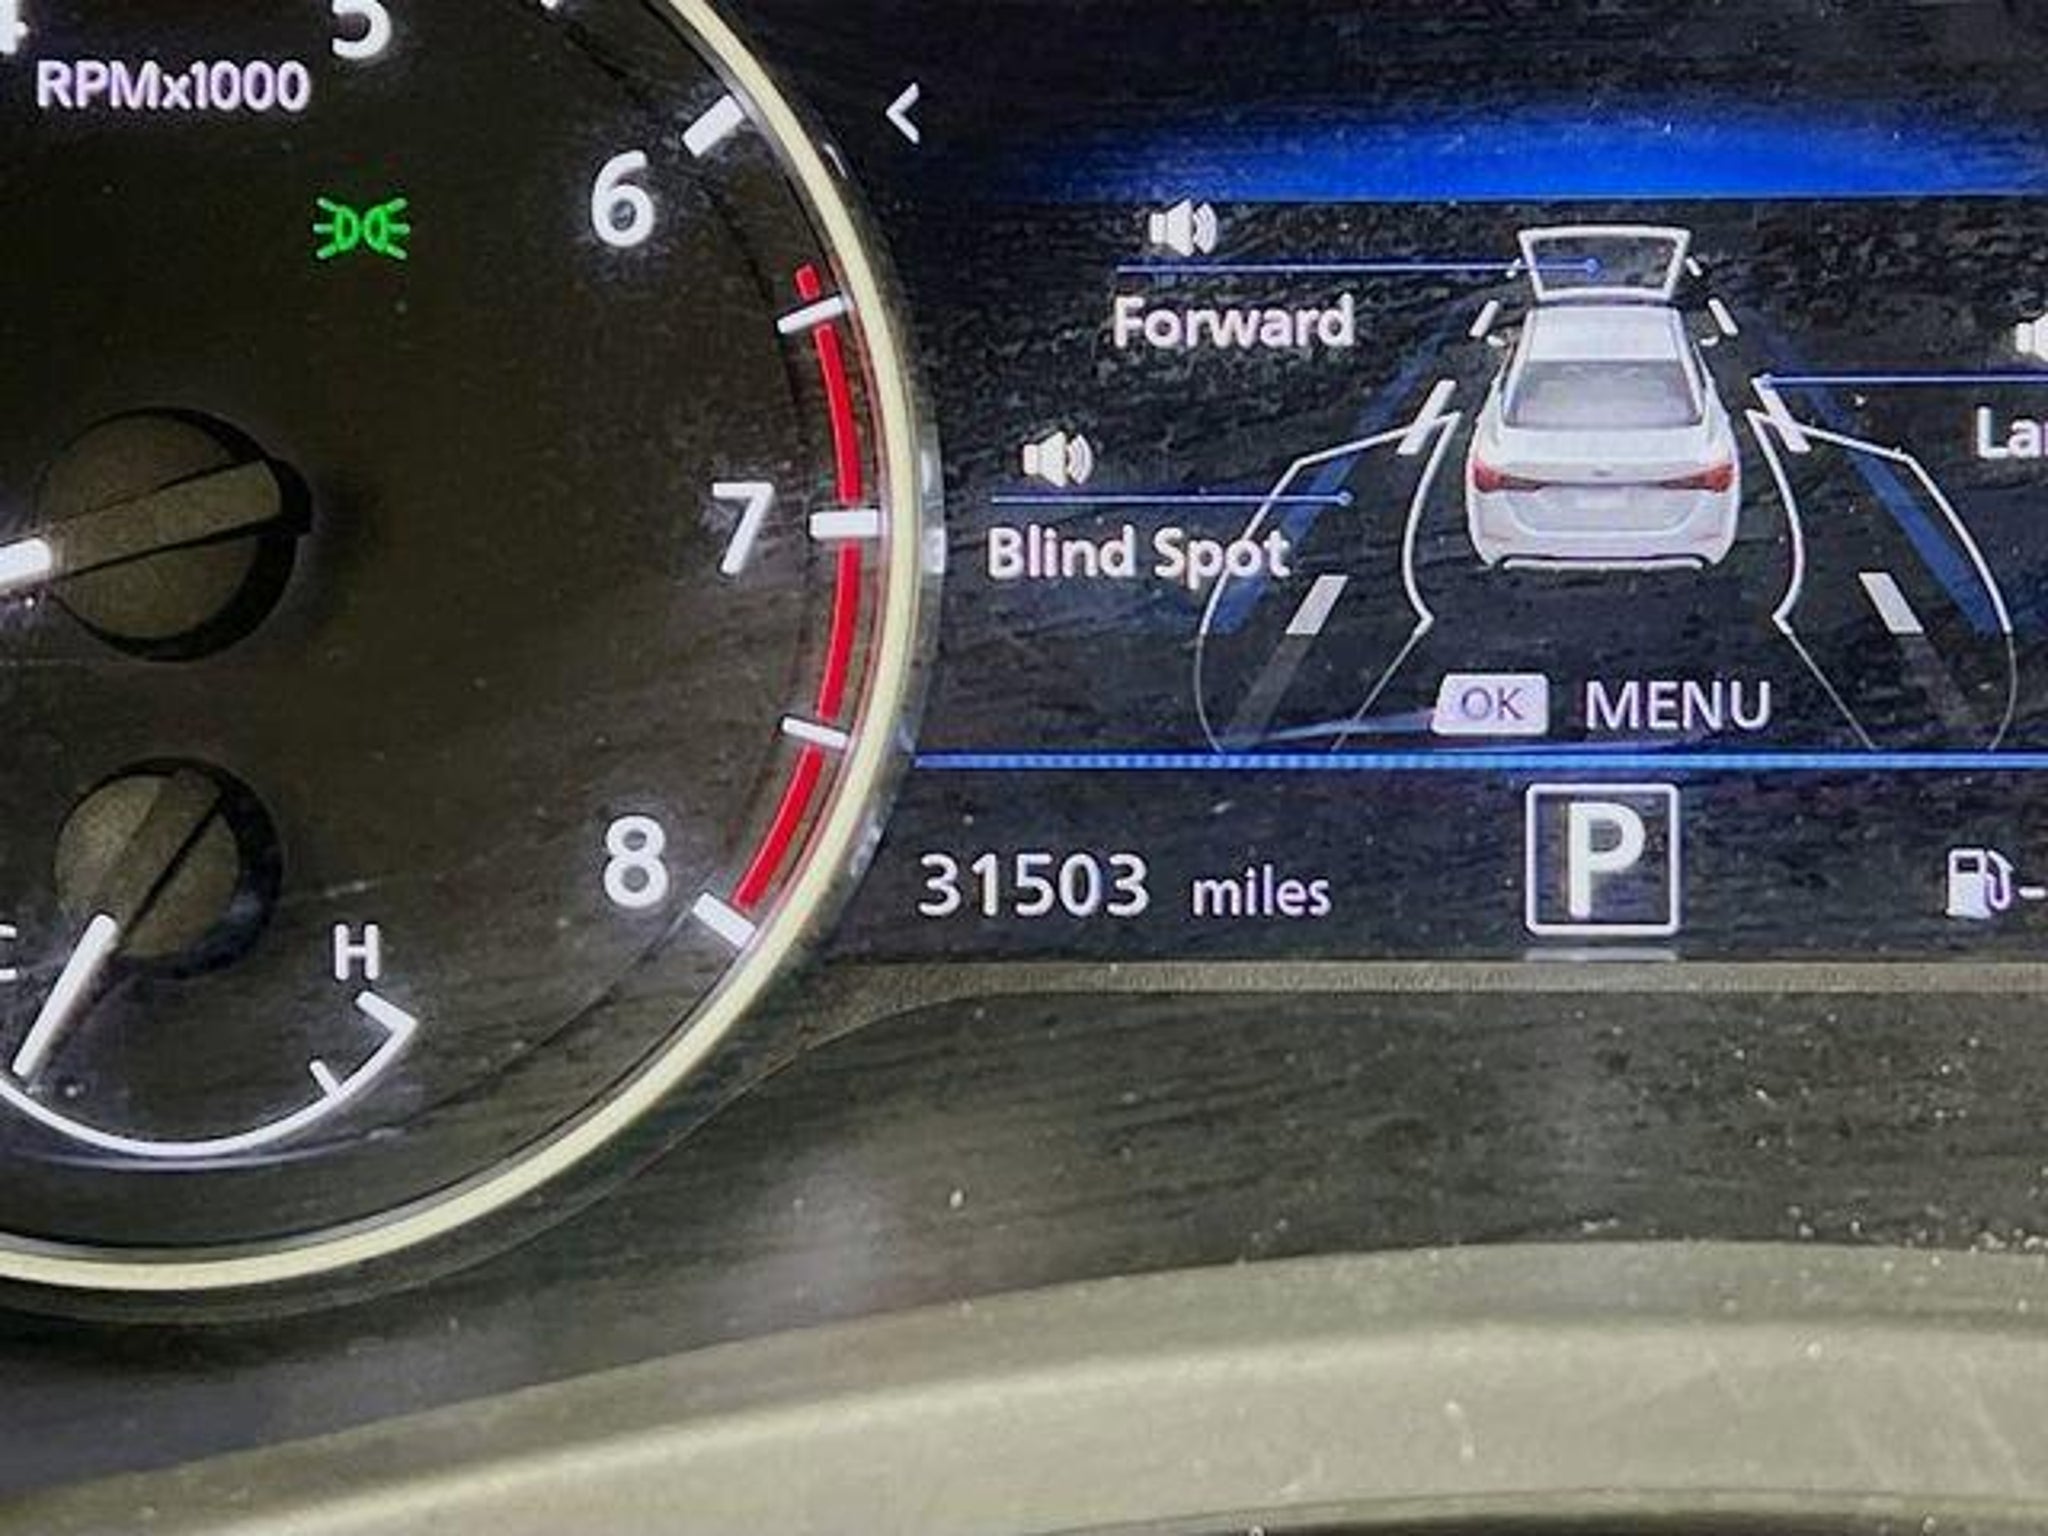 5
RPMx1000
6
7
8
H
<
Forward
Blind Spot
OK MENU
31503 miles
P